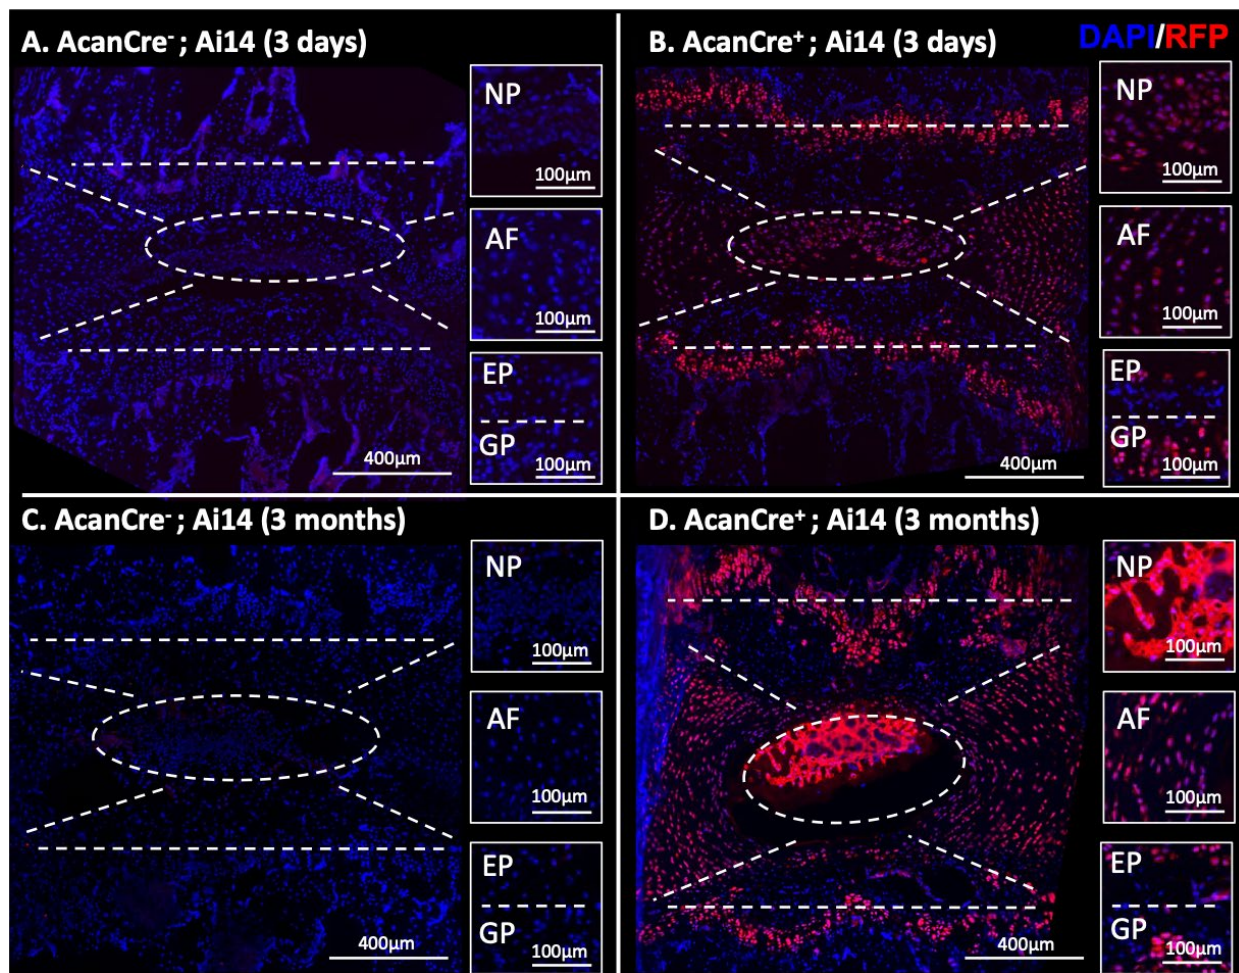 A. AcanCre⁻; Ai14 (3 days)
NP
100μm
AF
100μm
EP
GP
100μm
400μm
B. AcanCre⁺; Ai14 (3 days)
DAPI/RFP
NP
100μm
AF
100μm
EP
GP
100μm
400μm
C. AcanCre⁻; Ai14 (3 months)
NP
100μm
AF
100μm
EP
GP
100μm
400μm
D. AcanCre⁺; Ai14 (3 months)
NP
100μm
AF
100μm
EP
GP
100μm
400μm